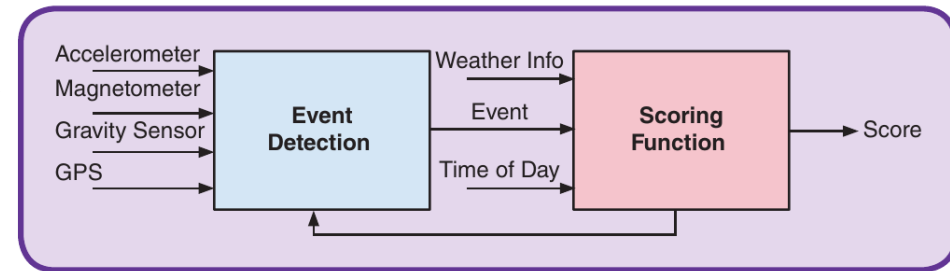 Accelerometer
Magnetometer
Gravity Sensor
GPS
Event
Detection
Weather Info
Event
Time of Day
Scoring
Function
Score